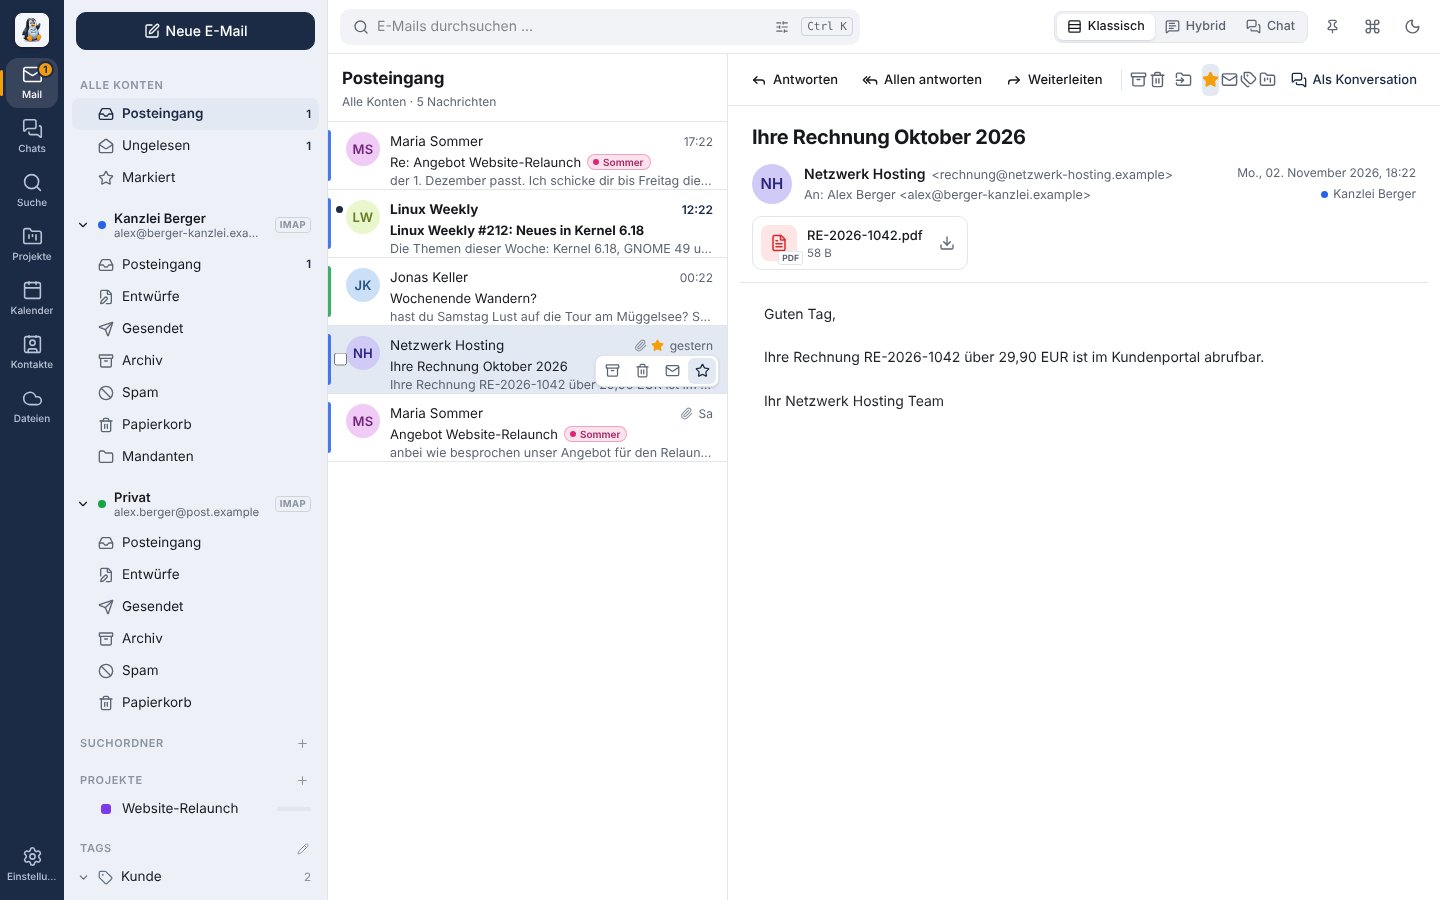 1
Mail
Chats
Suche
Projekte
Kalender
Kontakte
Dateien
Einstellu...
Neue E-Mail
ALLE KONTEN
Posteingang 1
Ungelesen 1
Markiert
Kanzlei Berger IMAP
alex@berger-kanzlei.exa...
Posteingang 1
Entwürfe
Gesendet
Archiv
Spam
Papierkorb
Mandanten
Privat IMAP
alex.berger@post.example
Posteingang
Entwürfe
Gesendet
Archiv
Spam
Papierkorb
SUCHORDNER
PROJEKTE
Website-Relaunch
TAGS
Kunde 2
E-Mails durchsuchen ... Ctrl K
Klassisch Hybrid Chat
Posteingang
Alle Konten · 5 Nachrichten
MS Maria Sommer 17:22
Re: Angebot Website-Relaunch Sommer
der 1. Dezember passt. Ich schicke dir bis Freitag die...
LW Linux Weekly 12:22
Linux Weekly #212: Neues in Kernel 6.18
Die Themen dieser Woche: Kernel 6.18, GNOME 49 u...
JK Jonas Keller 00:22
Wochenende Wandern?
hast du Samstag Lust auf die Tour am Müggelsee? S...
NH Netzwerk Hosting gestern
Ihre Rechnung Oktober 2026
Ihre Rechnung RE-2026-1042 über
MS Maria Sommer Sa
Angebot Website-Relaunch Sommer
anbei wie besprochen unser Angebot für den Relaun...
Antworten Allen antworten Weiterleiten Als Konversation
Ihre Rechnung Oktober 2026
NH Netzwerk Hosting <rechnung@netzwerk-hosting.example> Mo., 02. November 2026, 18:22
An: Alex Berger <alex@berger-kanzlei.example> Kanzlei Berger
RE-2026-1042.pdf
PDF 58 B
Guten Tag,
Ihre Rechnung RE-2026-1042 über 29,90 EUR ist im Kundenportal abrufbar.
Ihr Netzwerk Hosting Team